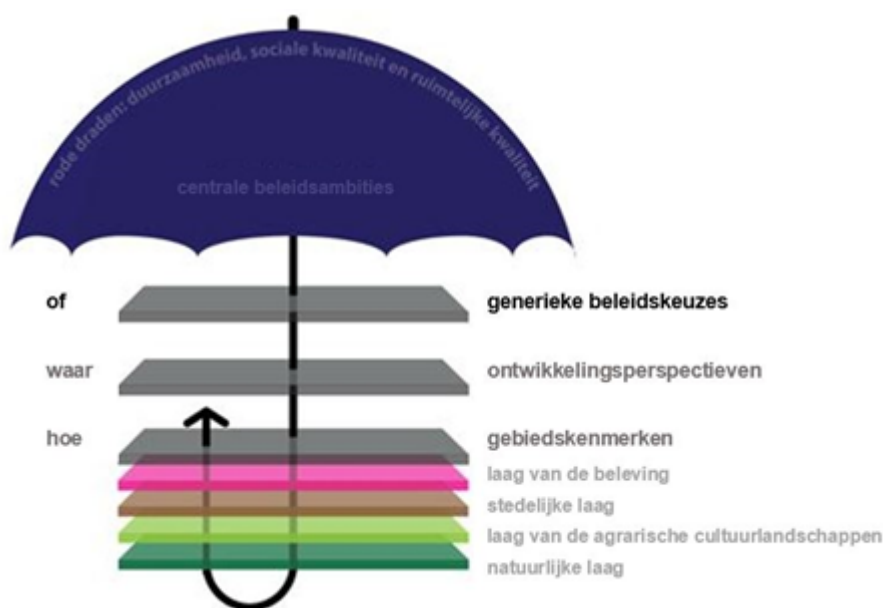 rode draden: duurzaamheid, sociale kwaliteit en ruimtelijke kwaliteit
centrale beleidsambities
of
generieke beleidskeuzes
waar
ontwikkelingsperspectieven
hoe
gebiedskenmerken
laag van de beleving
stedelijke laag
laag van de agrarische cultuurlandschappen
natuurlijke laag